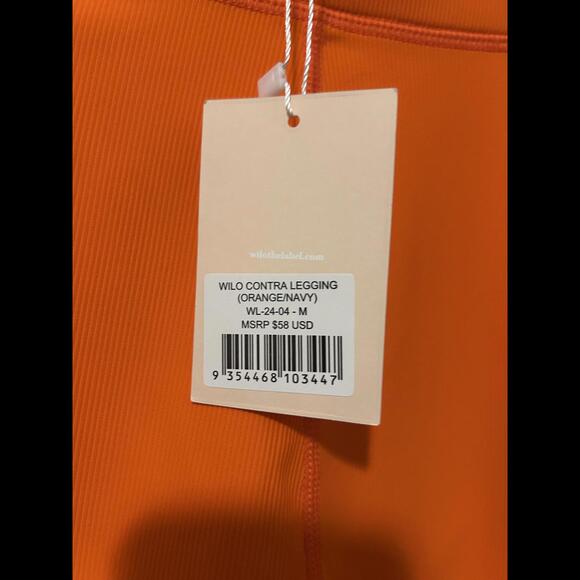 wilothelabel.com
WILO CONTRA LEGGING
(ORANGE/NAVY)
WL-24-04 - M
MSRP $58 USD
9 354468 103447